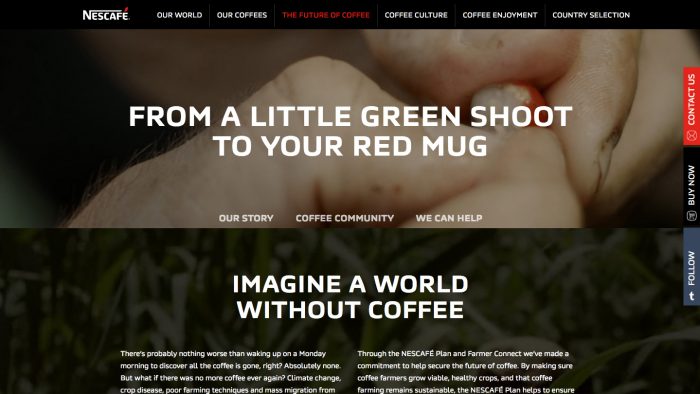 NESCAFÉ.
OUR WORLD
OUR COFFEES
THE FUTURE OF COFFEE
COFFEE CULTURE
COFFEE ENJOYMENT
COUNTRY SELECTION
FROM A LITTLE GREEN SHOOT
TO YOUR RED MUG
OUR STORY
COFFEE COMMUNITY
WE CAN HELP
CONTACT US
BUY NOW
FOLLOW
IMAGINE A WORLD
WITHOUT COFFEE
There's probably nothing worse than waking up on a Monday
morning to discover all the coffee is gone, right? Absolutely none.
But what if there was no more coffee ever again? Climate change,
crop disease, poor farming techniques and mass migration from
Through the NESCAFÉ Plan and Farmer Connect we've made a
commitment to help secure the future of coffee. By making sure
coffee farmers grow viable, healthy crops, and that coffee
farming remains sustainable, the NESCAFÉ Plan helps to ensure